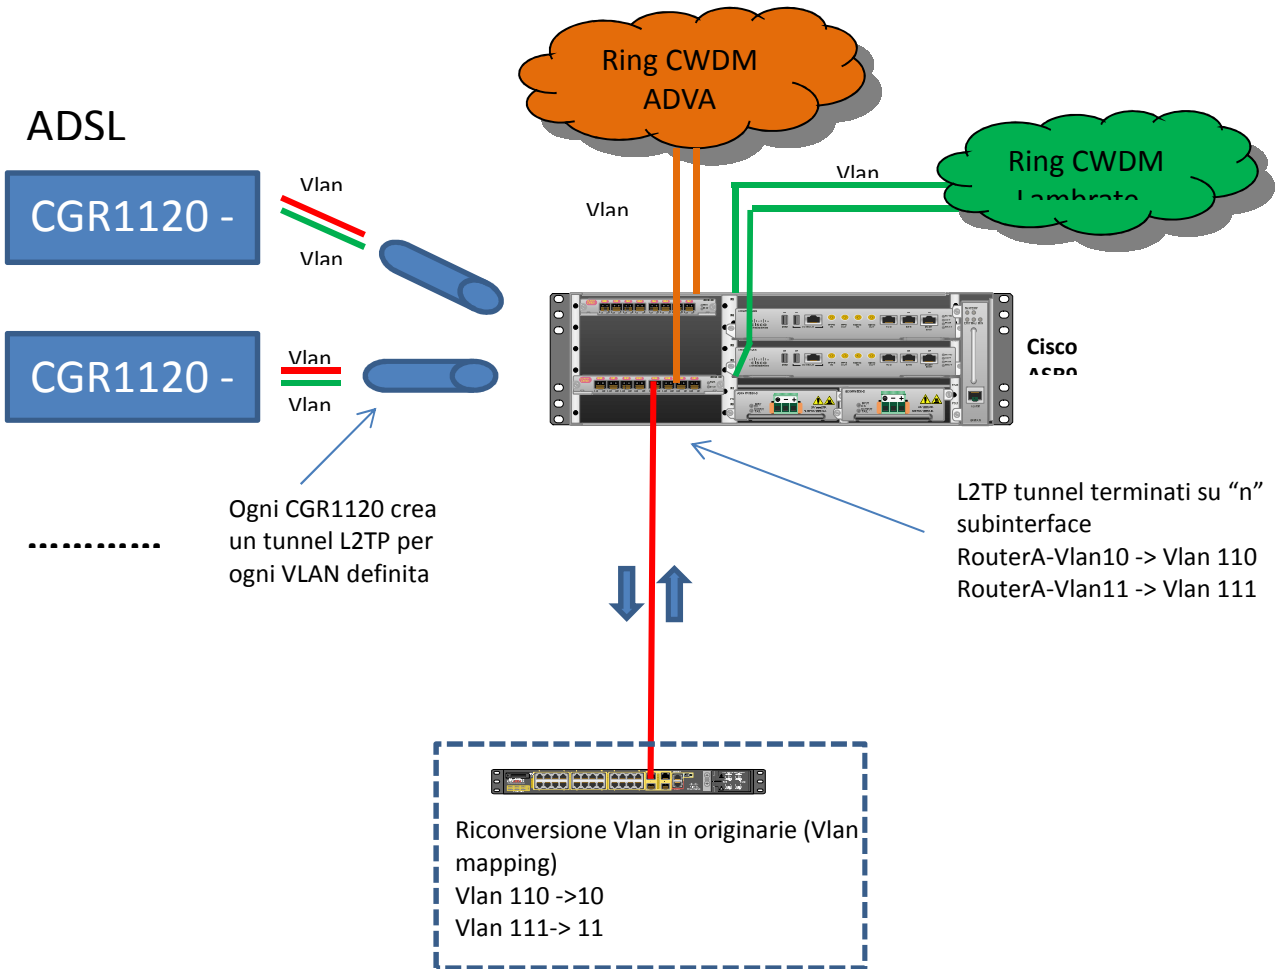 Ring CWDM
ADVA
ADSL
Ring CWDM
Lambrate
Vlan
CGR1120 -
Vlan
Vlan
Vlan
CGR1120 -
Vlan
Vlan
Cisco
Ogni CGR1120 crea
un tunnel L2TP per
ogni VLAN definita
L2TP tunnel terminati su “n”
subinterface
RouterA-Vlan10 -> Vlan 110
RouterA-Vlan11 -> Vlan 111
............
Riconversione Vlan in originarie (Vlan
mapping)
Vlan 110 ->10
Vlan 111-> 11